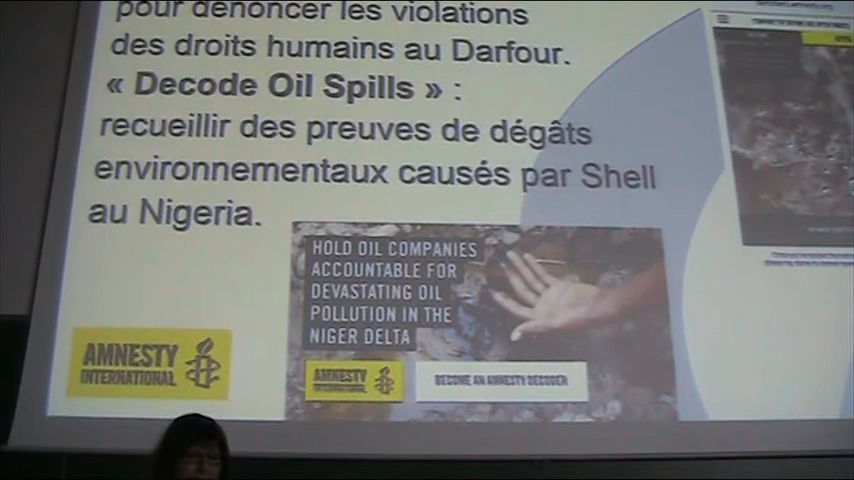 pour dénoncer les violations
des droits humains au Darfour.
« Decode Oil Spills » :
recueillir des preuves de dégâts
environnementaux causés par Shell
au Nigeria.
HOLD OIL COMPANIES
ACCOUNTABLE FOR
DEVASTATING OIL
POLLUTION IN THE
NIGER DELTA
AMNESTY
INTERNATIONAL
BECOME AN AMNESTY DECODER
AMNESTY
INTERNATIONAL